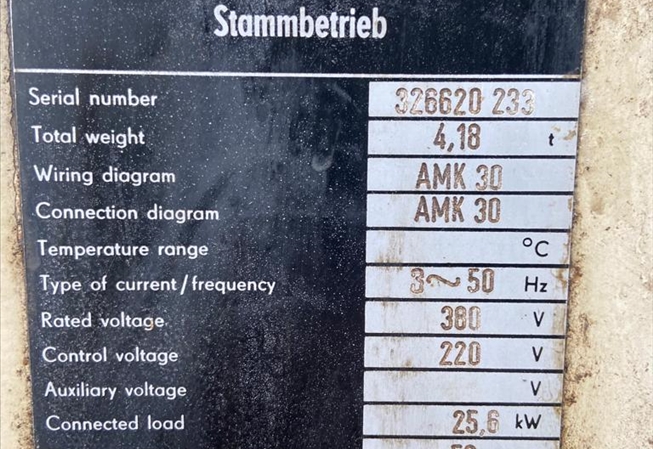 Stammbetrieb
Serial number 326620 233
Total weight 4,18 t
Wiring diagram AMK 30
Connection diagram AMK 30
Temperature range °C
Type of current/frequency 3~50 Hz
Rated voltage 380 V
Control voltage 220 V
Auxiliary voltage V
Connected load 25,6 kW